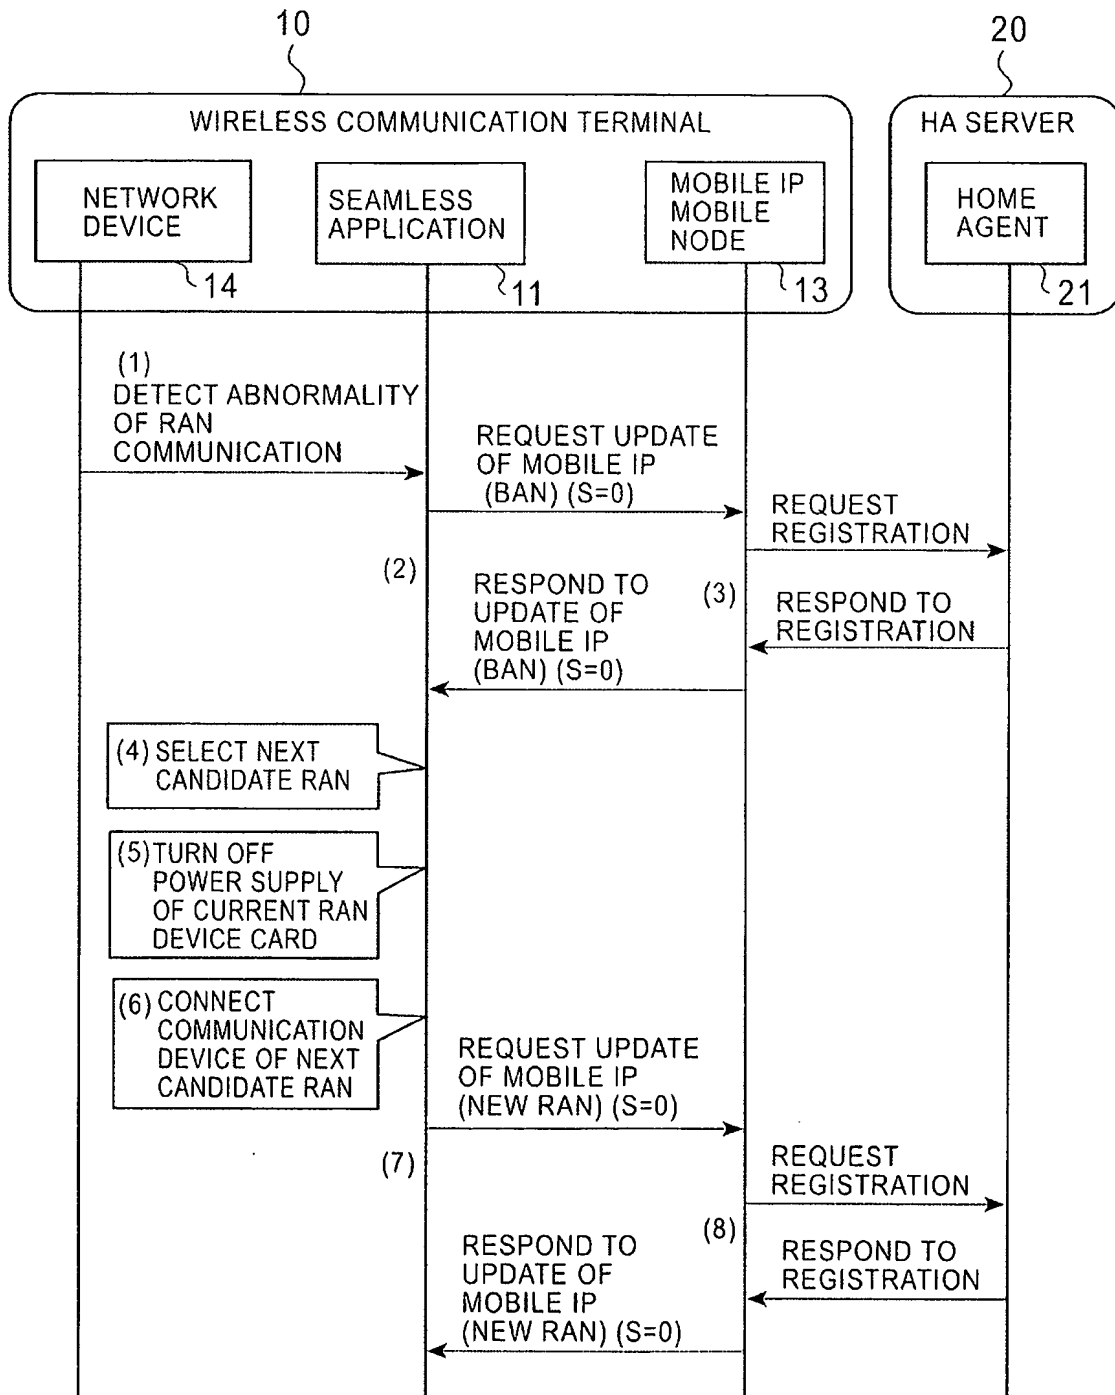 10
20
WIRELESS COMMUNICATION TERMINAL
HA SERVER
NETWORK
DEVICE
14
SEAMLESS
APPLICATION
11
MOBILE IP
MOBILE
NODE
13
HOME
AGENT
21
(1)
DETECT ABNORMALITY
OF RAN
COMMUNICATION
REQUEST UPDATE
OF MOBILE IP
(BAN) (S=0)
REQUEST
REGISTRATION
(2)
RESPOND TO
UPDATE OF
MOBILE IP
(BAN) (S=0)
(3)
RESPOND TO
REGISTRATION
(4) SELECT NEXT
CANDIDATE RAN
(5) TURN OFF
POWER SUPPLY
OF CURRENT RAN
DEVICE CARD
(6) CONNECT
COMMUNICATION
DEVICE OF NEXT
CANDIDATE RAN
REQUEST UPDATE
OF MOBILE IP
(NEW RAN) (S=0)
(7)
REQUEST
REGISTRATION
(8)
RESPOND TO
UPDATE OF
MOBILE IP
(NEW RAN) (S=0)
RESPOND TO
REGISTRATION